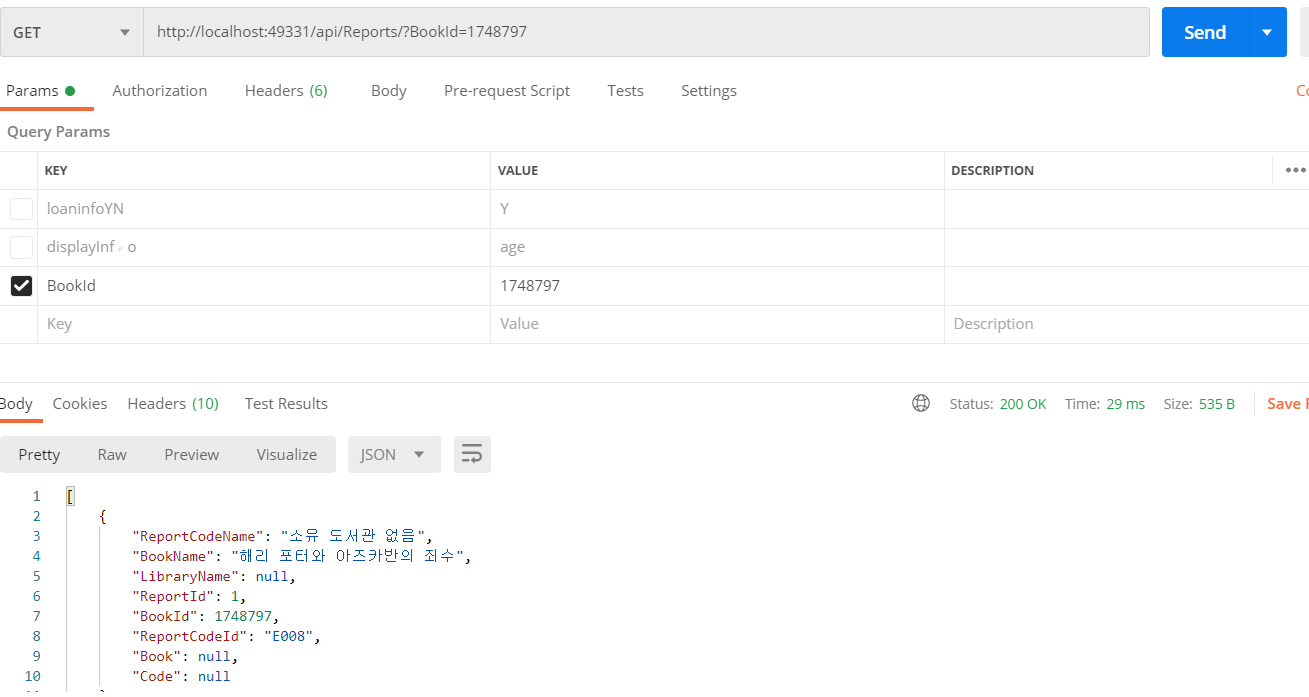 GET http://localhost:49331/api/Reports/?BookId=1748797 Send
Params Authorization Headers (6) Body Pre-request Script Tests Settings
Query Params
KEY VALUE DESCRIPTION
loaninfoYN Y
displayInf o age
BookId 1748797
Key Value Description
Body Cookies Headers (10) Test Results Status: 200 OK Time: 29 ms Size: 535 B Save
Pretty Raw Preview Visualize JSON
1 [
2 {
3 "ReportCodeName": "소유 도서관 없음",
4 "BookName": "해리 포터와 아즈카반의 죄수",
5 "LibraryName": null,
6 "ReportId": 1,
7 "BookId": 1748797,
8 "ReportCodeId": "E008",
9 "Book": null,
10 "Code": null